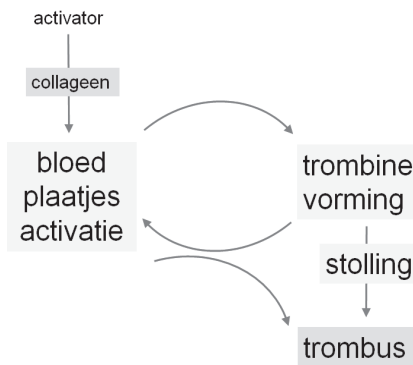 activator
collageen
bloed
plaatjes
activatie
trombine
vorming
stolling
trombus